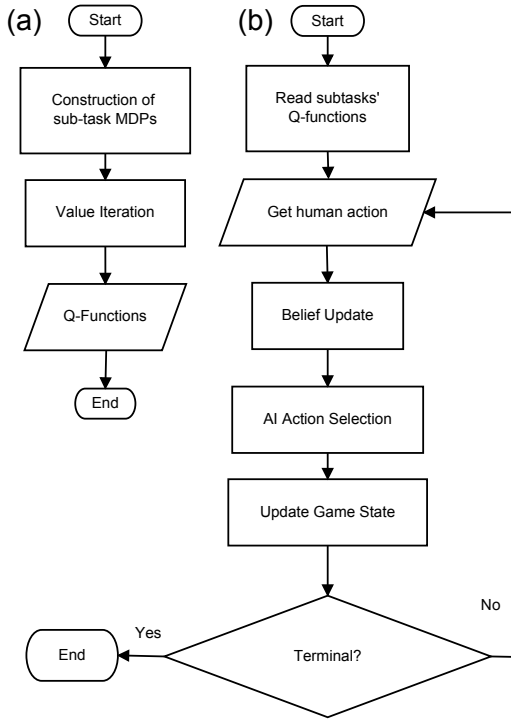 (a)
Start
Construction of
sub-task MDPs
Value Iteration
Q-Functions
End
(b)
Start
Read subtasks'
Q-functions
Get human action
Belief Update
AI Action Selection
Update Game State
Terminal?
Yes
No
End